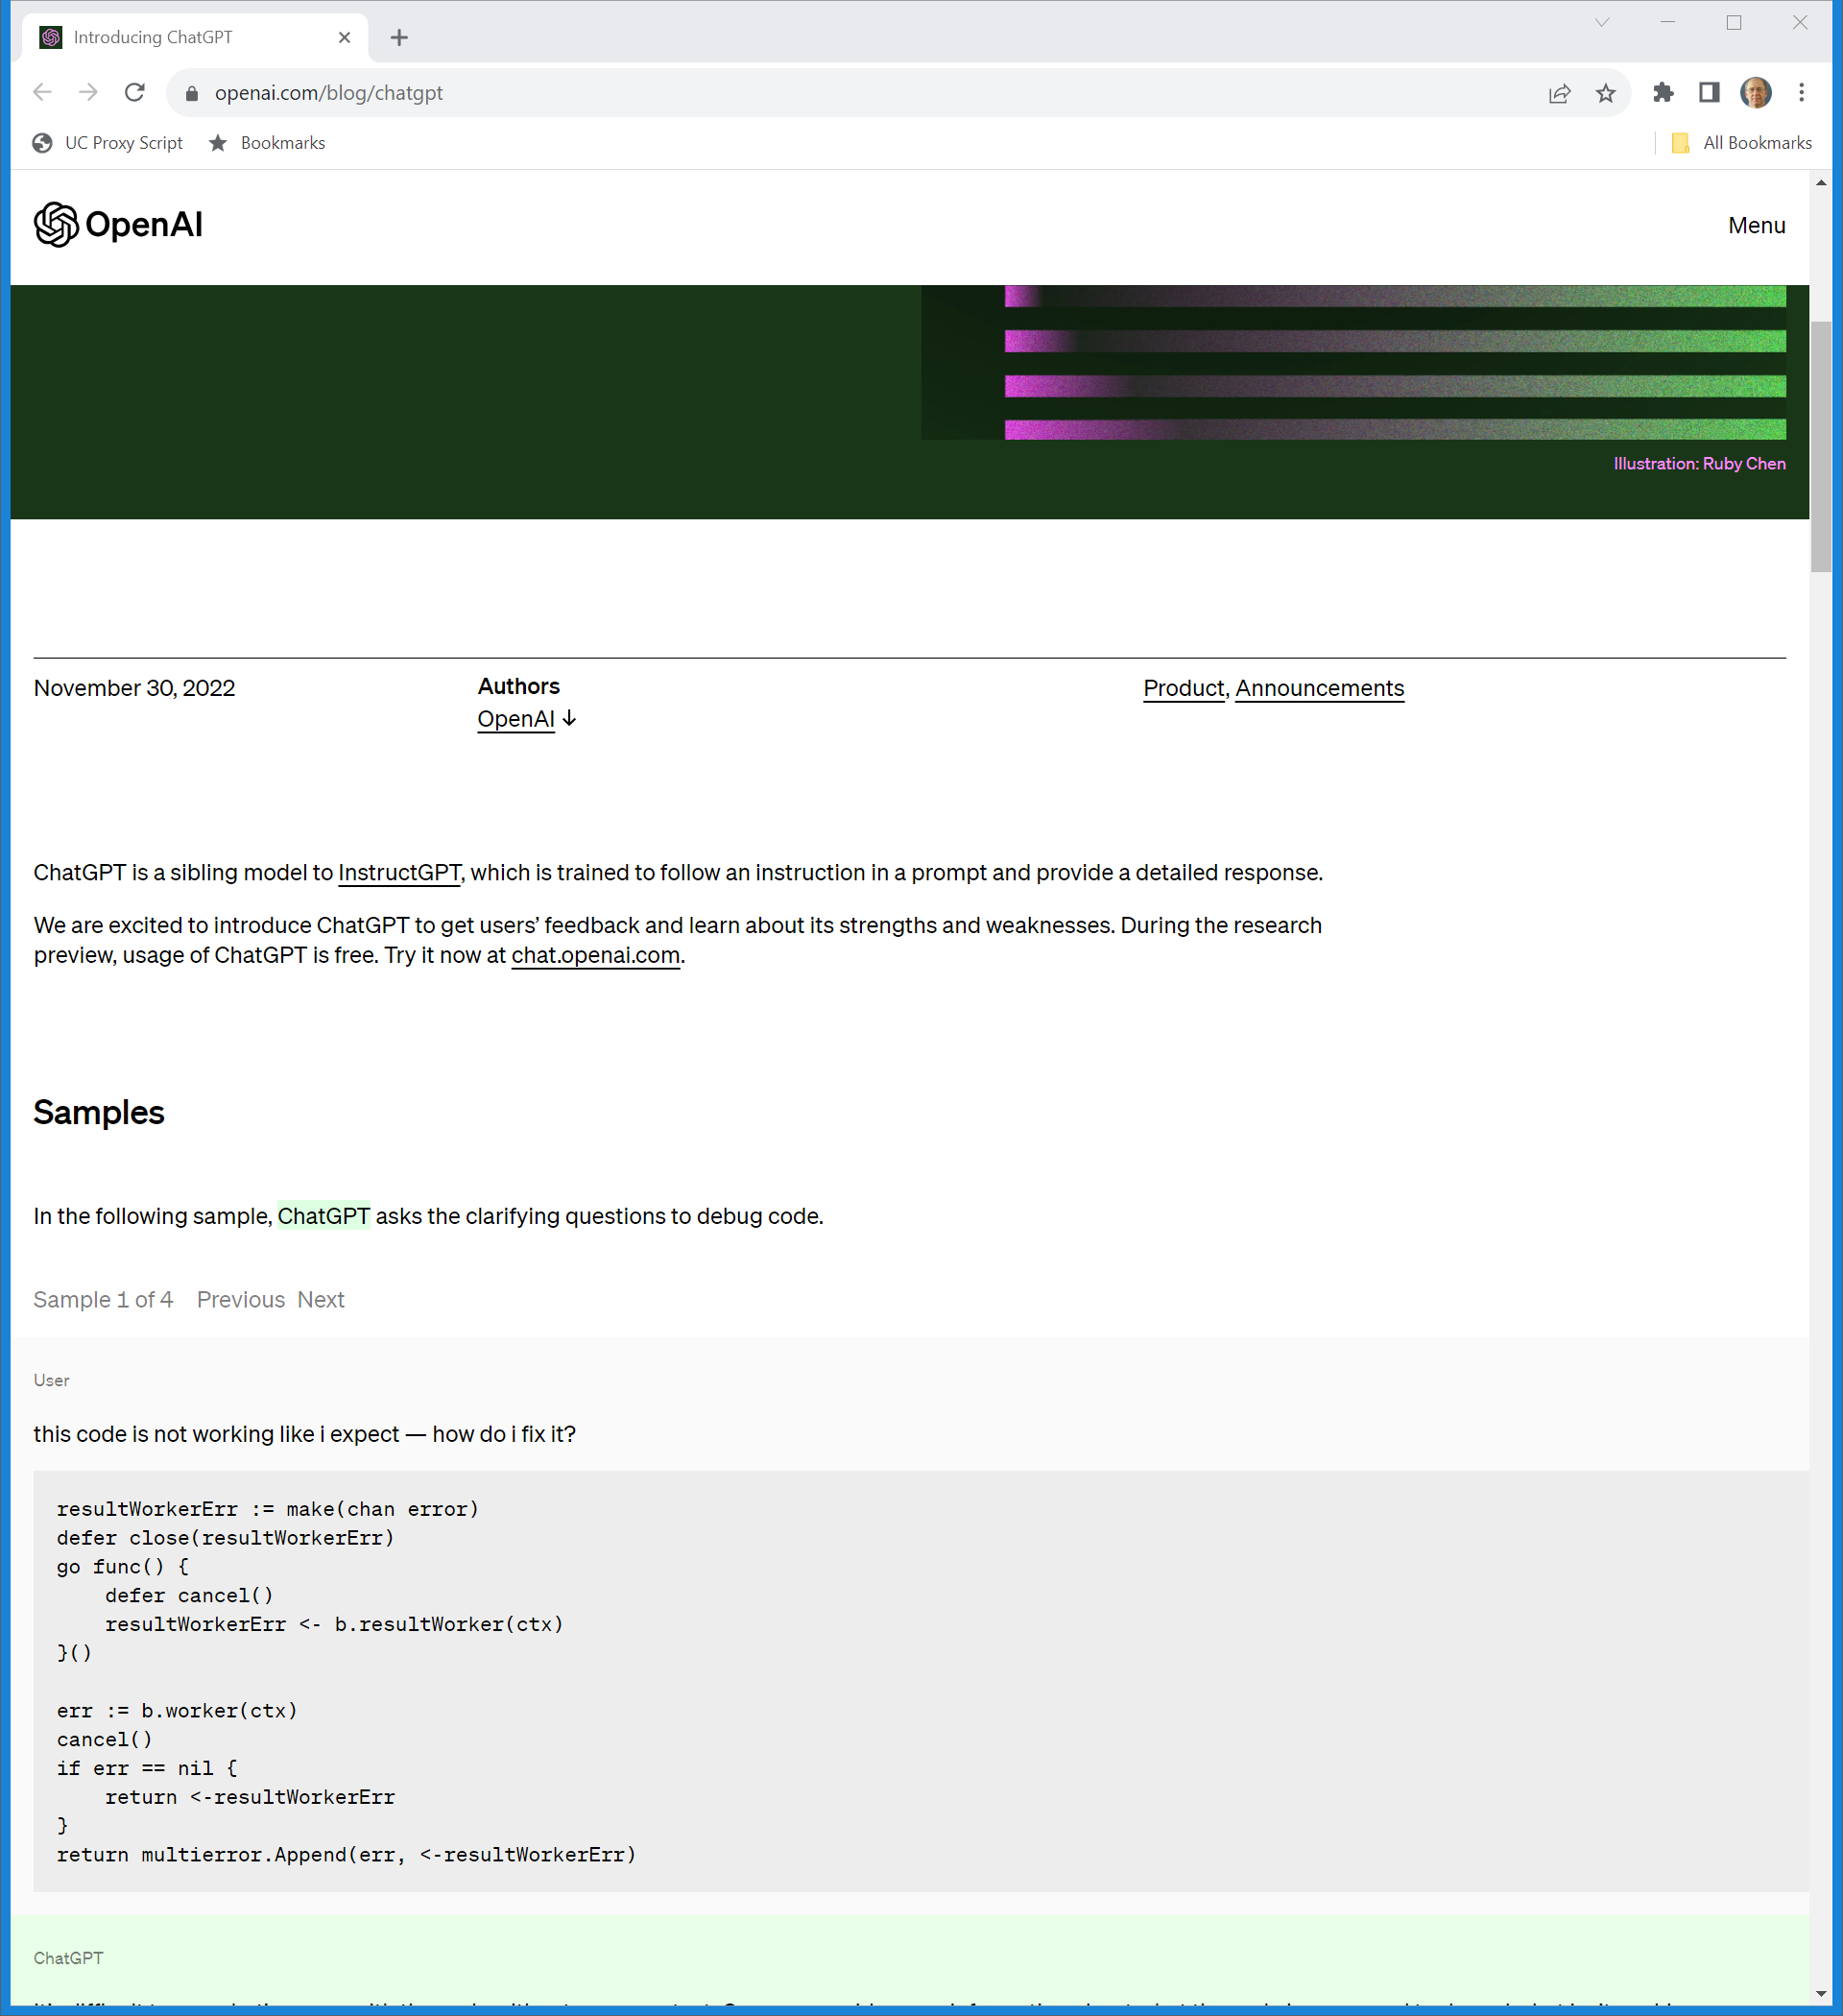 Introducing ChatGPT
openai.com/blog/chatgpt
UC Proxy Script
Bookmarks
All Bookmarks
OpenAI
Menu
Illustration: Ruby Chen
November 30, 2022
Authors
OpenAI ↓
Product, Announcements
ChatGPT is a sibling model to InstructGPT, which is trained to follow an instruction in a prompt and provide a detailed response.
We are excited to introduce ChatGPT to get users’ feedback and learn about its strengths and weaknesses. During the research
preview, usage of ChatGPT is free. Try it now at chat.openai.com.
Samples
In the following sample, ChatGPT asks the clarifying questions to debug code.
Sample 1 of 4 Previous Next
User
this code is not working like i expect — how do i fix it?
resultWorkerErr := make(chan error)
defer close(resultWorkerErr)
go func() {
    defer cancel()
    resultWorkerErr <- b.resultWorker(ctx)
}()
err := b.worker(ctx)
cancel()
if err == nil {
    return <-resultWorkerErr
}
return multierror.Append(err, <-resultWorkerErr)
ChatGPT